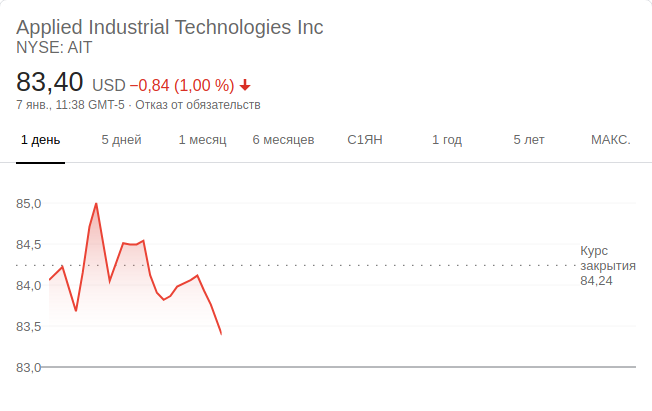 Applied Industrial Technologies Inc
NYSE: AIT
83,40 USD −0,84 (1,00 %)
7 янв., 11:38 GMT-5 · Отказ от обязательств
1 день 5 дней 1 месяц 6 месяцев С1ЯН 1 год 5 лет МАКС.
85,0
84,5
84,0
83,5
83,0
Курс
закрытия
84,24